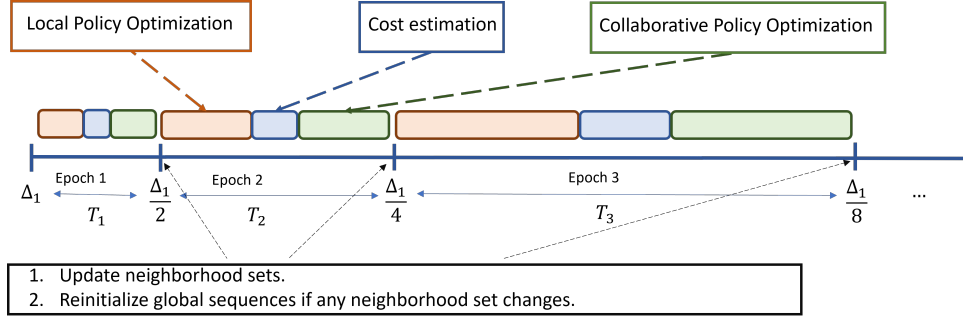 Local Policy Optimization
Cost estimation
Collaborative Policy Optimization
Epoch 1
Epoch 2
Epoch 3
Δ₁
Δ₁/2
Δ₁/4
Δ₁/8
...
T₁
T₂
T₃
1. Update neighborhood sets.
2. Reinitialize global sequences if any neighborhood set changes.